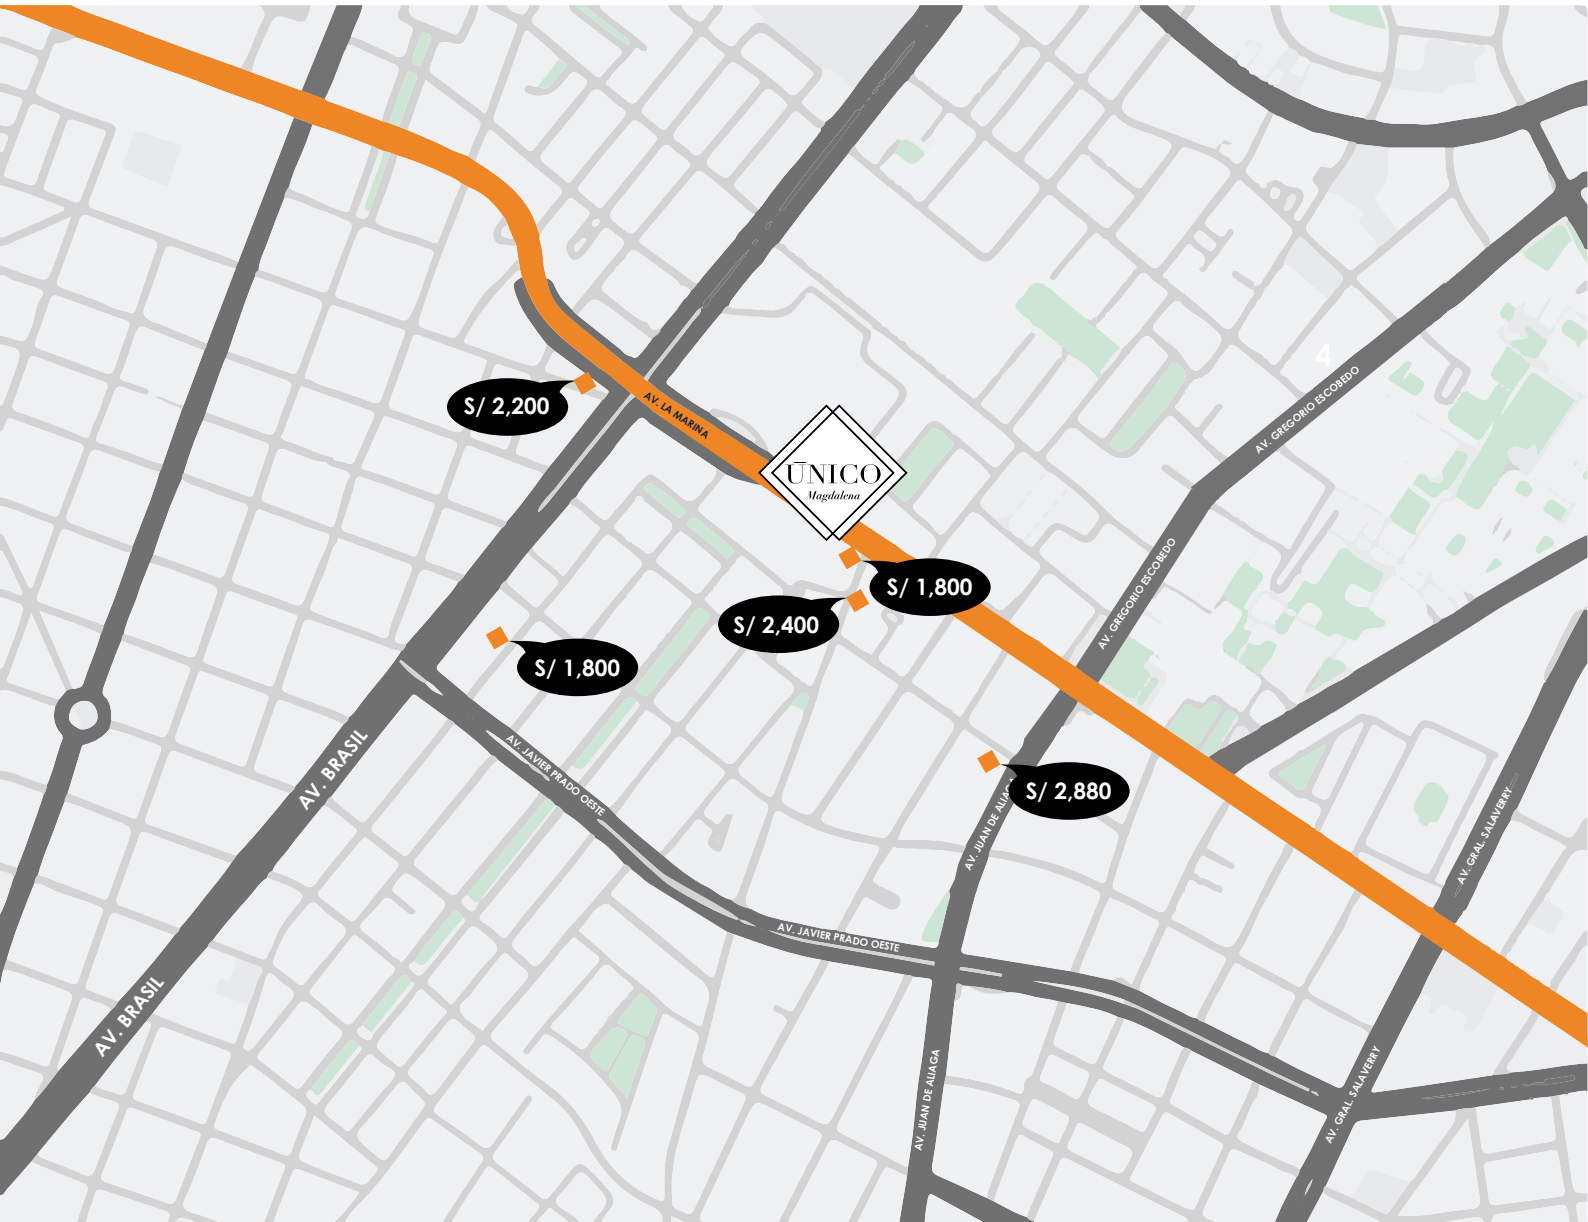 4
AV. GREGORIO ESCOBEDO
S/ 2,200
AV. LA MARINA
ŪNICO
Magdalena
AV. GREGORIO ESCOBEDO
S/ 1,800
S/ 2,400
S/ 1,800
AV. BRASIL
AV. JAVIER PRADO OESTE
S/ 2,880
AV. JUAN DE ALIAGA
AV. GRAL. SALAVERRY
AV. JAVIER PRADO OESTE
AV. BRASIL
AV. JUAN DE ALIAGA
AV. GRAL. SALAVERRY